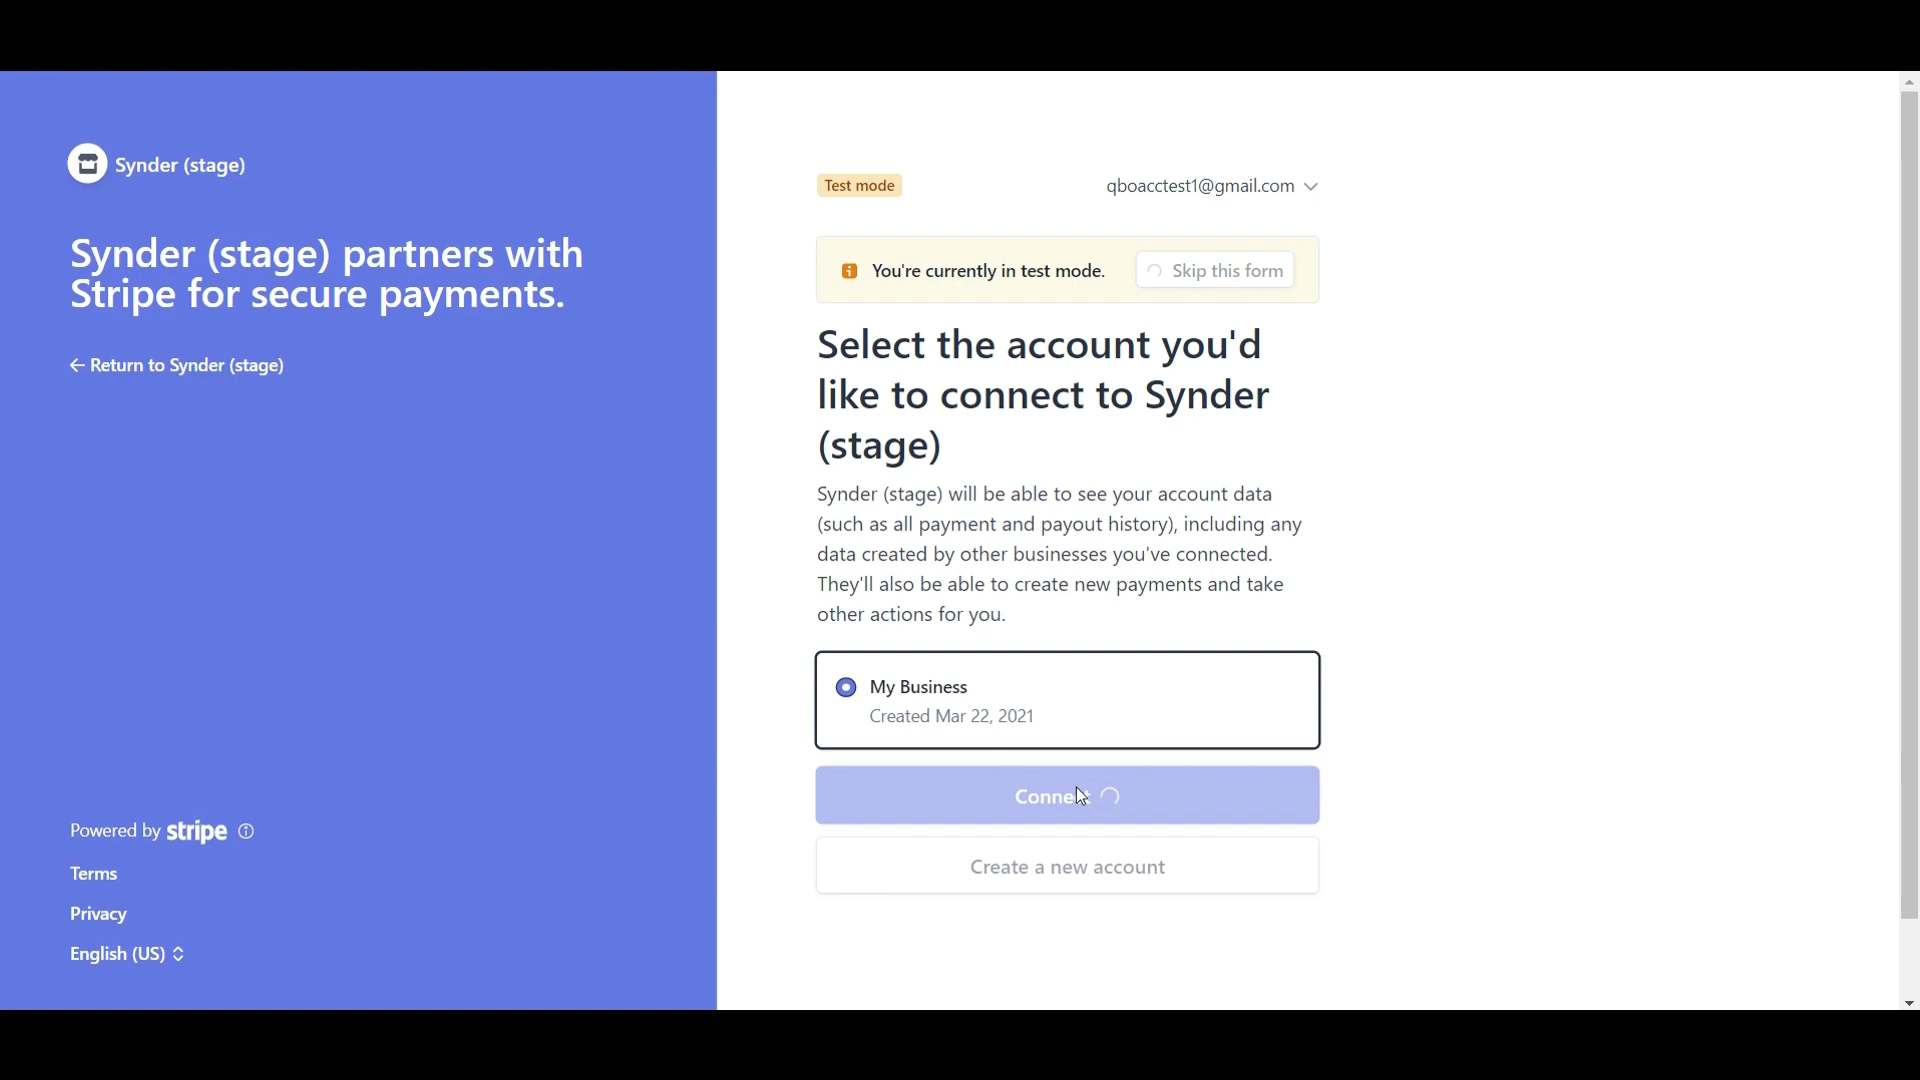 Synder (stage)
Synder (stage) partners with
Stripe for secure payments.
← Return to Synder (stage)
Powered by stripe
Terms
Privacy
English (US)
Test mode
qboacctest1@gmail.com
You're currently in test mode.
Skip this form
Select the account you'd
like to connect to Synder
(stage)
Synder (stage) will be able to see your account data
(such as all payment and payout history), including any
data created by other businesses you've connected.
They'll also be able to create new payments and take
other actions for you.
My Business
Created Mar 22, 2021
Connect
Create a new account